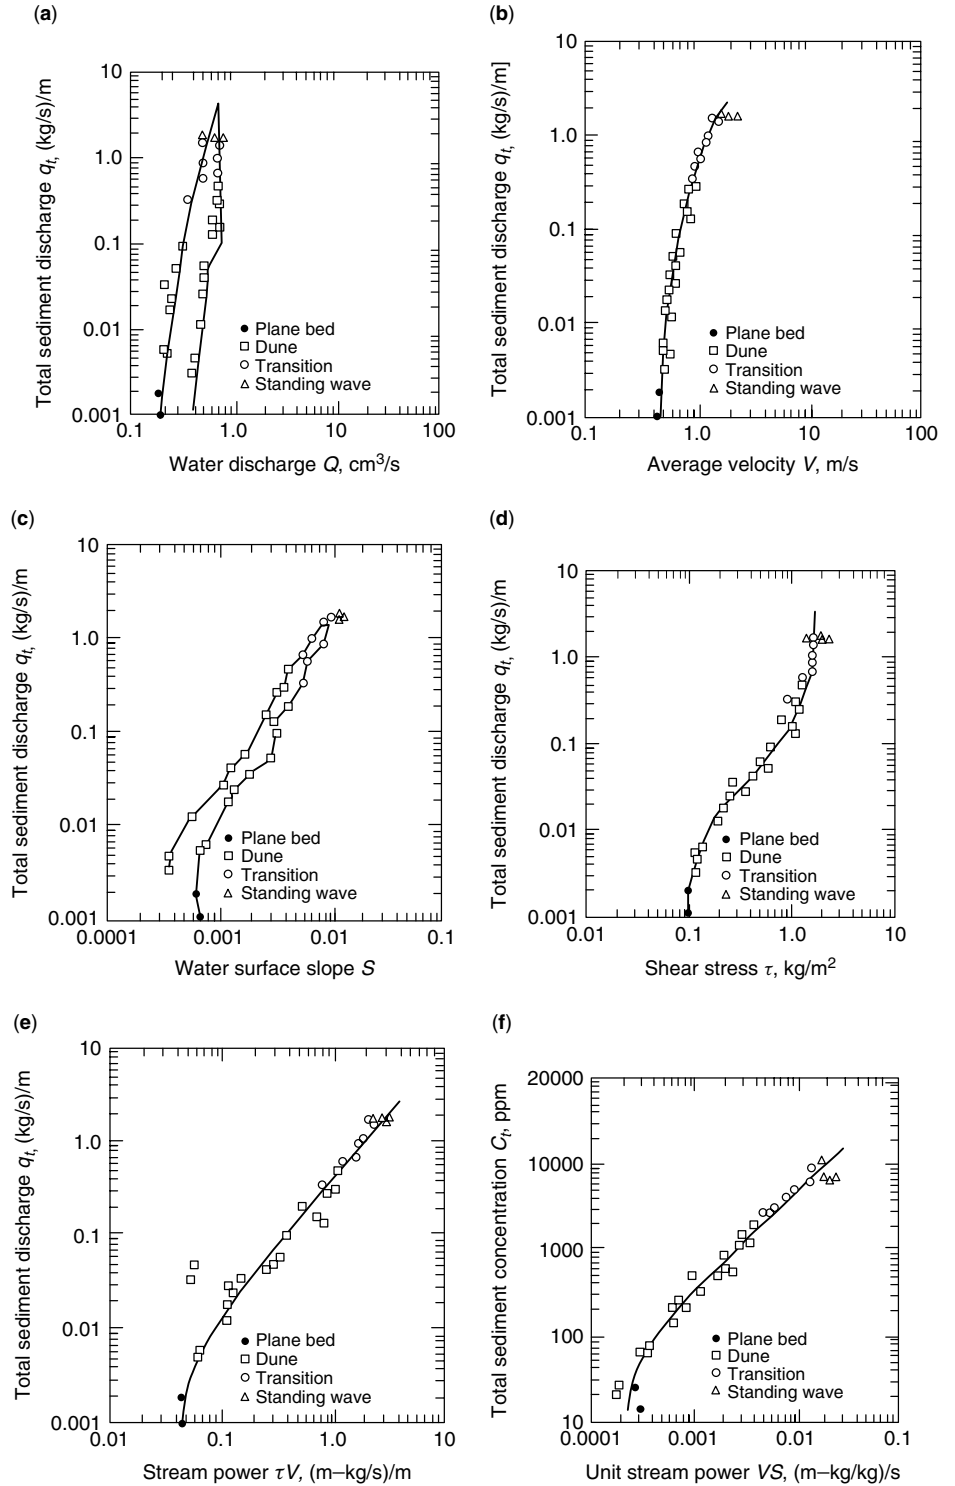 (a)
Total sediment discharge qt, (kg/s)/m
10
1.0
0.1
0.01
0.001
0.1 1.0 10 100
Water discharge Q, cm3/s
Plane bed
Dune
Transition
Standing wave
(b)
Total sediment discharge qt, (kg/s)/m]
10
1.0
0.1
0.01
0.001
0.1 1.0 10 100
Average velocity V, m/s
Plane bed
Dune
Transition
Standing wave
(c)
Total sediment discharge qt, (kg/s)/m
10
1.0
0.1
0.01
0.001
0.0001 0.001 0.01 0.1
Water surface slope S
Plane bed
Dune
Transition
Standing wave
(d)
Total sediment discharge qt, (kg/s)/m
10
1.0
0.1
0.01
0.001
0.01 0.1 1.0 10
Shear stress τ, kg/m2
Plane bed
Dune
Transition
Standing wave
(e)
Total sediment discharge qt, (kg/s)/m
10
1.0
0.1
0.01
0.001
0.01 0.1 1.0 10
Stream power τV, (m–kg/s)/m
Plane bed
Dune
Transition
Standing wave
(f)
Total sediment concentration Ct, ppm
20000
10000
1000
100
10
0.0001 0.001 0.01 0.1
Unit stream power VS, (m–kg/kg)/s
Plane bed
Dune
Transition
Standing wave